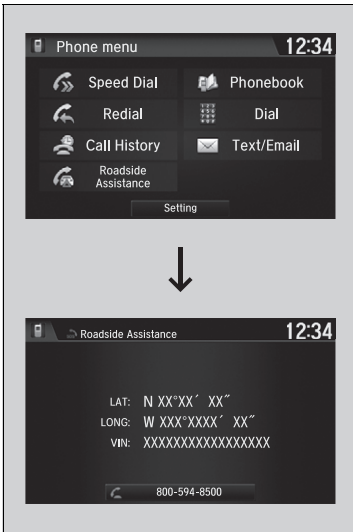 Phone menu 12:34
Speed Dial Phonebook
Redial Dial
Call History Text/Email
Roadside
Assistance
Setting
Roadside Assistance 12:34
LAT: N XX°XX´ XX˝
LONG: W XXX°XXXX´ XX˝
VIN: XXXXXXXXXXXXXXXXX
800-594-8500